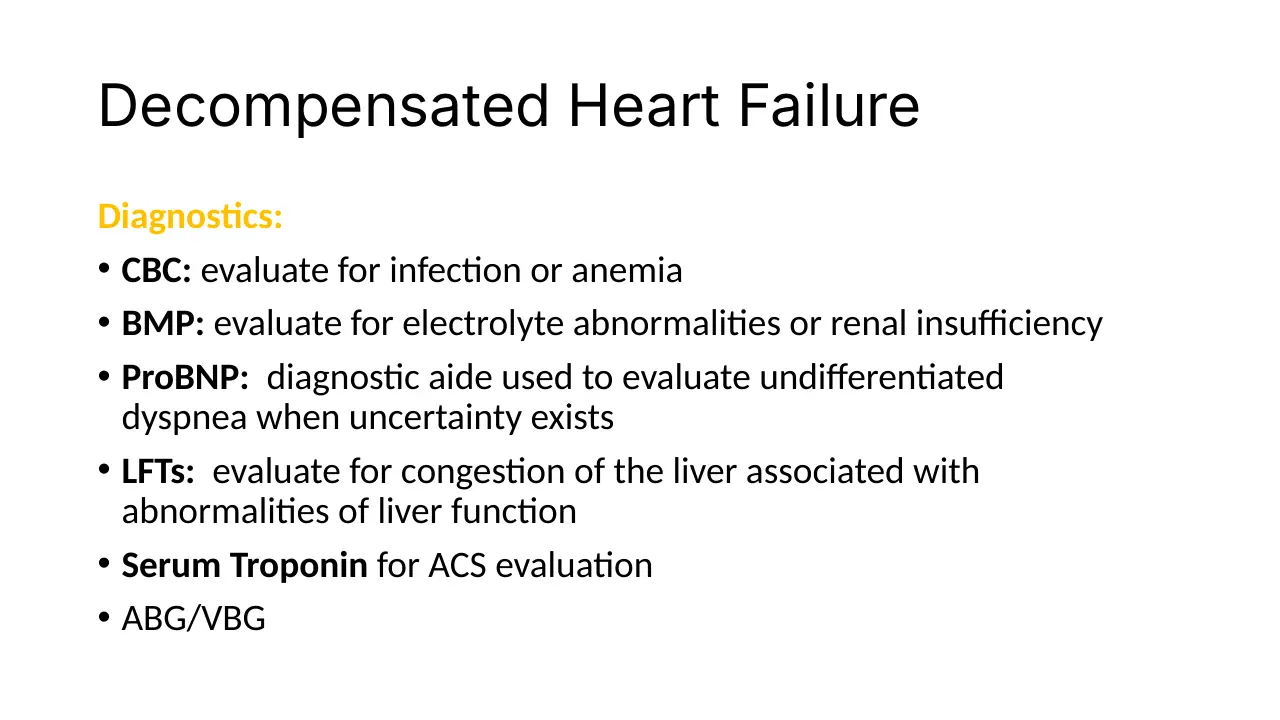 Decompensated Heart Failure
Diagnostics:
• CBC: evaluate for infection or anemia
• BMP: evaluate for electrolyte abnormalities or renal insufficiency
• ProBNP:  diagnostic aide used to evaluate undifferentiated
dyspnea when uncertainty exists
• LFTs:  evaluate for congestion of the liver associated with
abnormalities of liver function
• Serum Troponin for ACS evaluation
• ABG/VBG